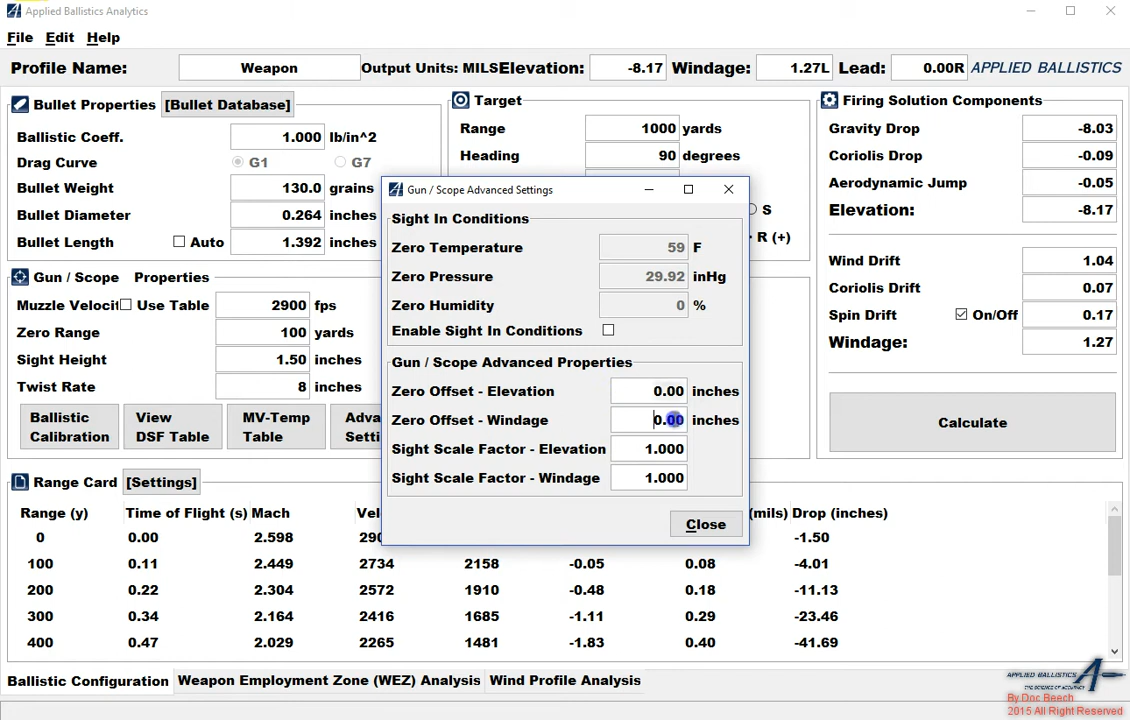 Applied Ballistics Analytics
File Edit Help
Profile Name: Weapon Output Units: MILS Elevation: -8.17 Windage: 1.27L Lead: 0.00R APPLIED BALLISTICS
Bullet Properties [Bullet Database]
Ballistic Coeff. 1.000 lb/in^2
Drag Curve G1 G7
Bullet Weight 130.0 grains
Bullet Diameter 0.264 inches
Bullet Length Auto 1.392 inches
Target
Range 1000 yards
Heading 90 degrees
S
R (+)
Firing Solution Components
Gravity Drop -8.03
Coriolis Drop -0.09
Aerodynamic Jump -0.05
Elevation: -8.17
Wind Drift 1.04
Coriolis Drift 0.07
Spin Drift On/Off 0.17
Windage: 1.27
Calculate
Gun / Scope Properties
Muzzle Velocit Use Table 2900 fps
Zero Range 100 yards
Sight Height 1.50 inches
Twist Rate 8 inches
Ballistic Calibration
View DSF Table
MV-Temp Table
Adva
Setti
Gun / Scope Advanced Settings
Sight In Conditions
Zero Temperature 59 F
Zero Pressure 29.92 inHg
Zero Humidity 0 %
Enable Sight In Conditions
Gun / Scope Advanced Properties
Zero Offset - Elevation 0.00 inches
Zero Offset - Windage 0.00 inches
Sight Scale Factor - Elevation 1.000
Sight Scale Factor - Windage 1.000
Close
Range Card [Settings]
Range (y) Time of Flight (s) Mach Vel (mils) Drop (inches)
0 0.00 2.598 290 -1.50
100 0.11 2.449 2734 2158 -0.05 0.08 -4.01
200 0.22 2.304 2572 1910 -0.48 0.18 -11.13
300 0.34 2.164 2416 1685 -1.11 0.29 -23.46
400 0.47 2.029 2265 1481 -1.83 0.40 -41.69
Ballistic Configuration Weapon Employment Zone (WEZ) Analysis Wind Profile Analysis
APPLIED BALLISTICS
THE SCIENCE OF ACCURACY
By Doc Beech
2015 All Right Reserved